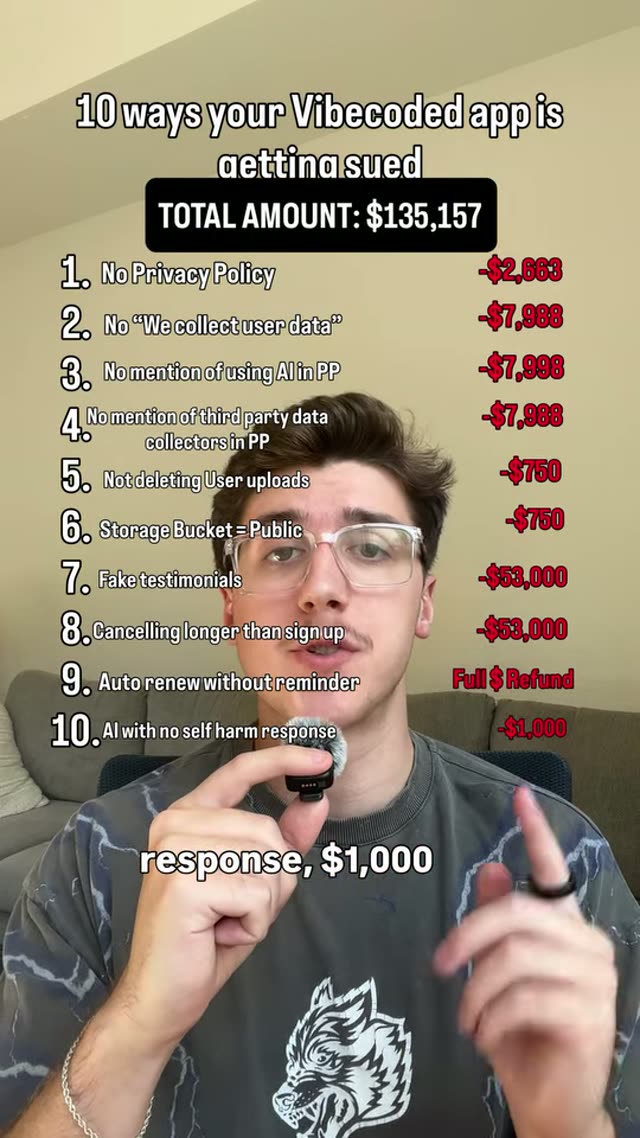 10 ways your Vibecoded app is
getting sued
TOTAL AMOUNT: $135,157
1. No Privacy Policy -$2,663
2. No “We collect user data” -$7,988
3. No mention of using AI in PP -$7,998
4. No mention of third party data
collectors in PP -$7,988
5. Not deleting User uploads -$750
6. Storage Bucket = Public -$750
7. Fake testimonials -$53,000
8. Cancelling longer than sign up -$53,000
9. Auto renew without reminder Full $ Refund
10. AI with no self harm response -$1,000
response, $1,000